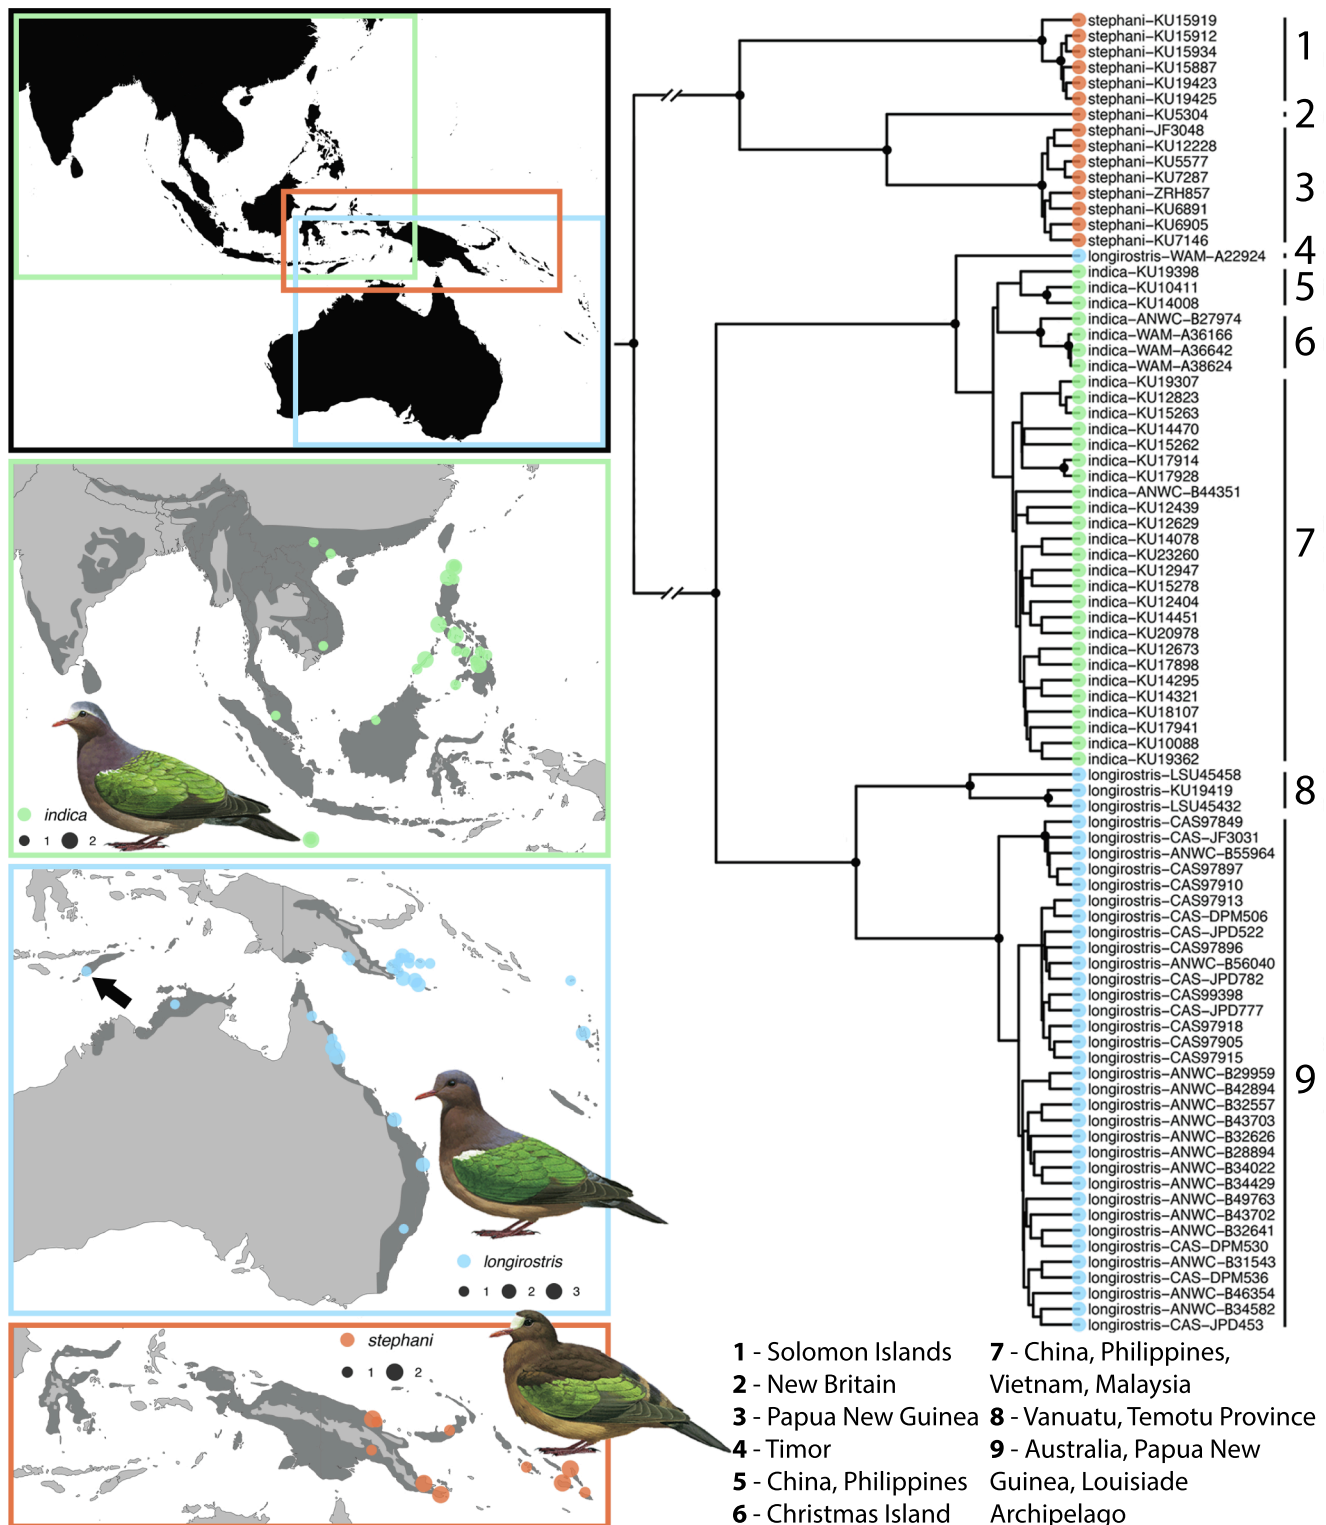 indica
1 2
longirostris
1 2 3
stephani
1 2
stephani–KU15919
stephani–KU15912
stephani–KU15934
stephani–KU15887
stephani–KU19423
stephani–KU19425
stephani–KU5304
stephani–JF3048
stephani–KU12228
stephani–KU5577
stephani–KU7287
stephani–ZRH857
stephani–KU6891
stephani–KU6905
stephani–KU7146
longirostris–WAM–A22924
indica–KU19398
indica–KU10411
indica–KU14008
indica–ANWC–B27974
indica–WAM–A36166
indica–WAM–A36642
indica–WAM–A38624
indica–KU19307
indica–KU12823
indica–KU15263
indica–KU14470
indica–KU15262
indica–KU17914
indica–KU17928
indica–ANWC–B44351
indica–KU12439
indica–KU12629
indica–KU14078
indica–KU23260
indica–KU12947
indica–KU15278
indica–KU12404
indica–KU14451
indica–KU20978
indica–KU12673
indica–KU17898
indica–KU14295
indica–KU14321
indica–KU18107
indica–KU17941
indica–KU10088
indica–KU19362
longirostris–LSU45458
longirostris–KU19419
longirostris–LSU45432
longirostris–CAS97849
longirostris–CAS–JF3031
longirostris–ANWC–B55964
longirostris–CAS97897
longirostris–CAS97910
longirostris–CAS97913
longirostris–CAS–DPM506
longirostris–CAS–JPD522
longirostris–CAS97896
longirostris–ANWC–B56040
longirostris–CAS–JPD782
longirostris–CAS99398
longirostris–CAS–JPD777
longirostris–CAS97918
longirostris–CAS97905
longirostris–CAS97915
longirostris–ANWC–B29959
longirostris–ANWC–B42894
longirostris–ANWC–B32557
longirostris–ANWC–B43703
longirostris–ANWC–B32626
longirostris–ANWC–B28894
longirostris–ANWC–B34022
longirostris–ANWC–B34429
longirostris–ANWC–B49763
longirostris–ANWC–B43702
longirostris–ANWC–B32641
longirostris–CAS–DPM530
longirostris–ANWC–B31543
longirostris–CAS–DPM536
longirostris–ANWC–B46354
longirostris–ANWC–B34582
longirostris–CAS–JPD453
1
2
3
4
5
6
7
8
9
1 - Solomon Islands
2 - New Britain
3 - Papua New Guinea
4 - Timor
5 - China, Philippines
6 - Christmas Island
7 - China, Philippines,
Vietnam, Malaysia
8 - Vanuatu, Temotu Province
9 - Australia, Papua New
Guinea, Louisiade
Archipelago